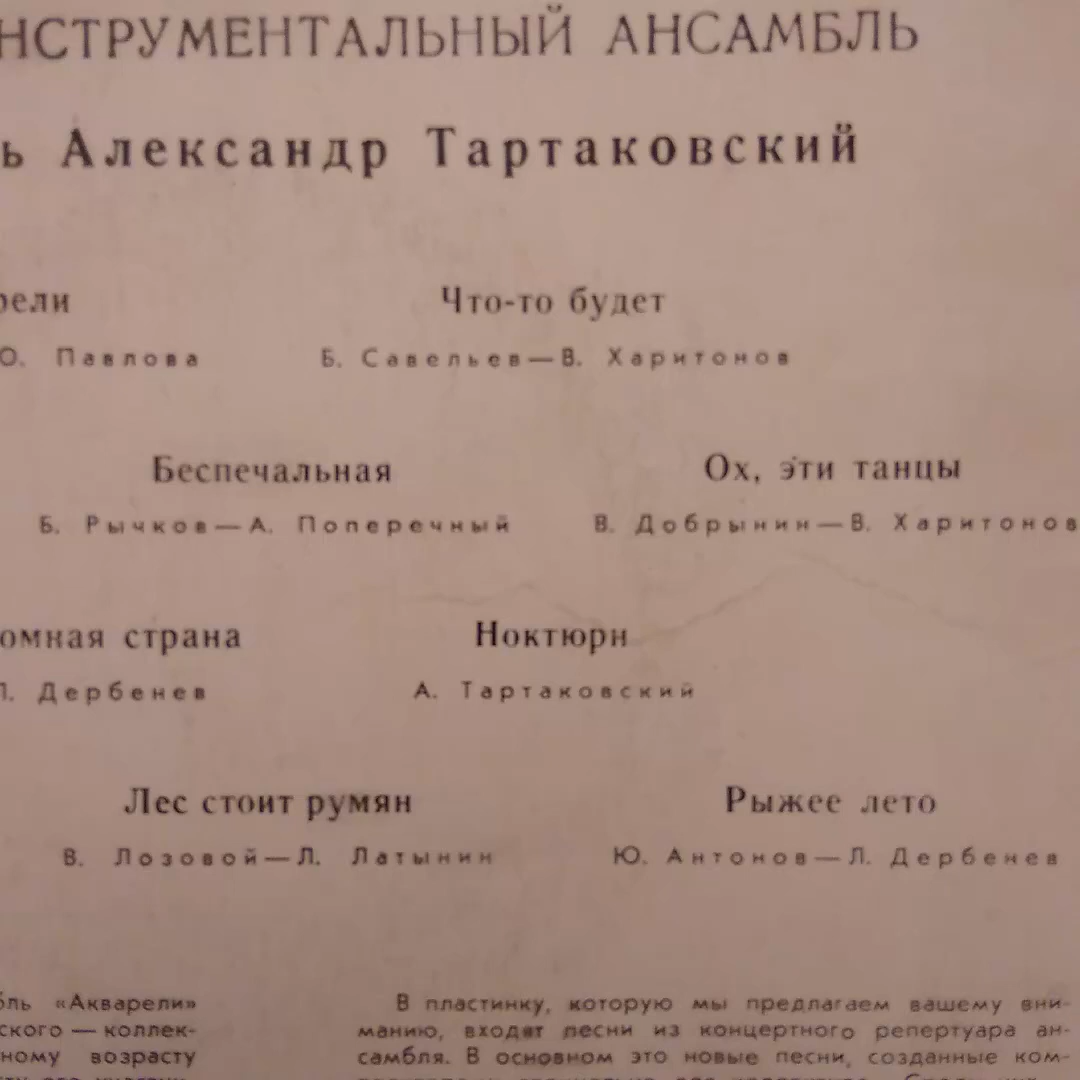 НСТРУМЕНТАЛЬНЫЙ АНСАМБЛЬ
ь Александр Тартаковский
рели
Что-то будет
Ю. Павлова
Б. Савельев — В. Харитонов
Беспечальная
Ох, эти танцы
Б. Рычков — А. Поперечный
В. Добрынин — В. Харитонов
омная страна
Ноктюрн
Л. Дербенев
А. Тартаковский
Лес стоит румян
Рыжее лето
В. Лозовой — Л. Латынин
Ю. Антонов — Л. Дербенев
бль «Акварели»
ского — коллек-
ному возрасту
В пластинку, которую мы предлагаем вашему вни-
манию, входят песни из концертного репертуара ан-
самбля. В основном это новые песни, созданные ком-